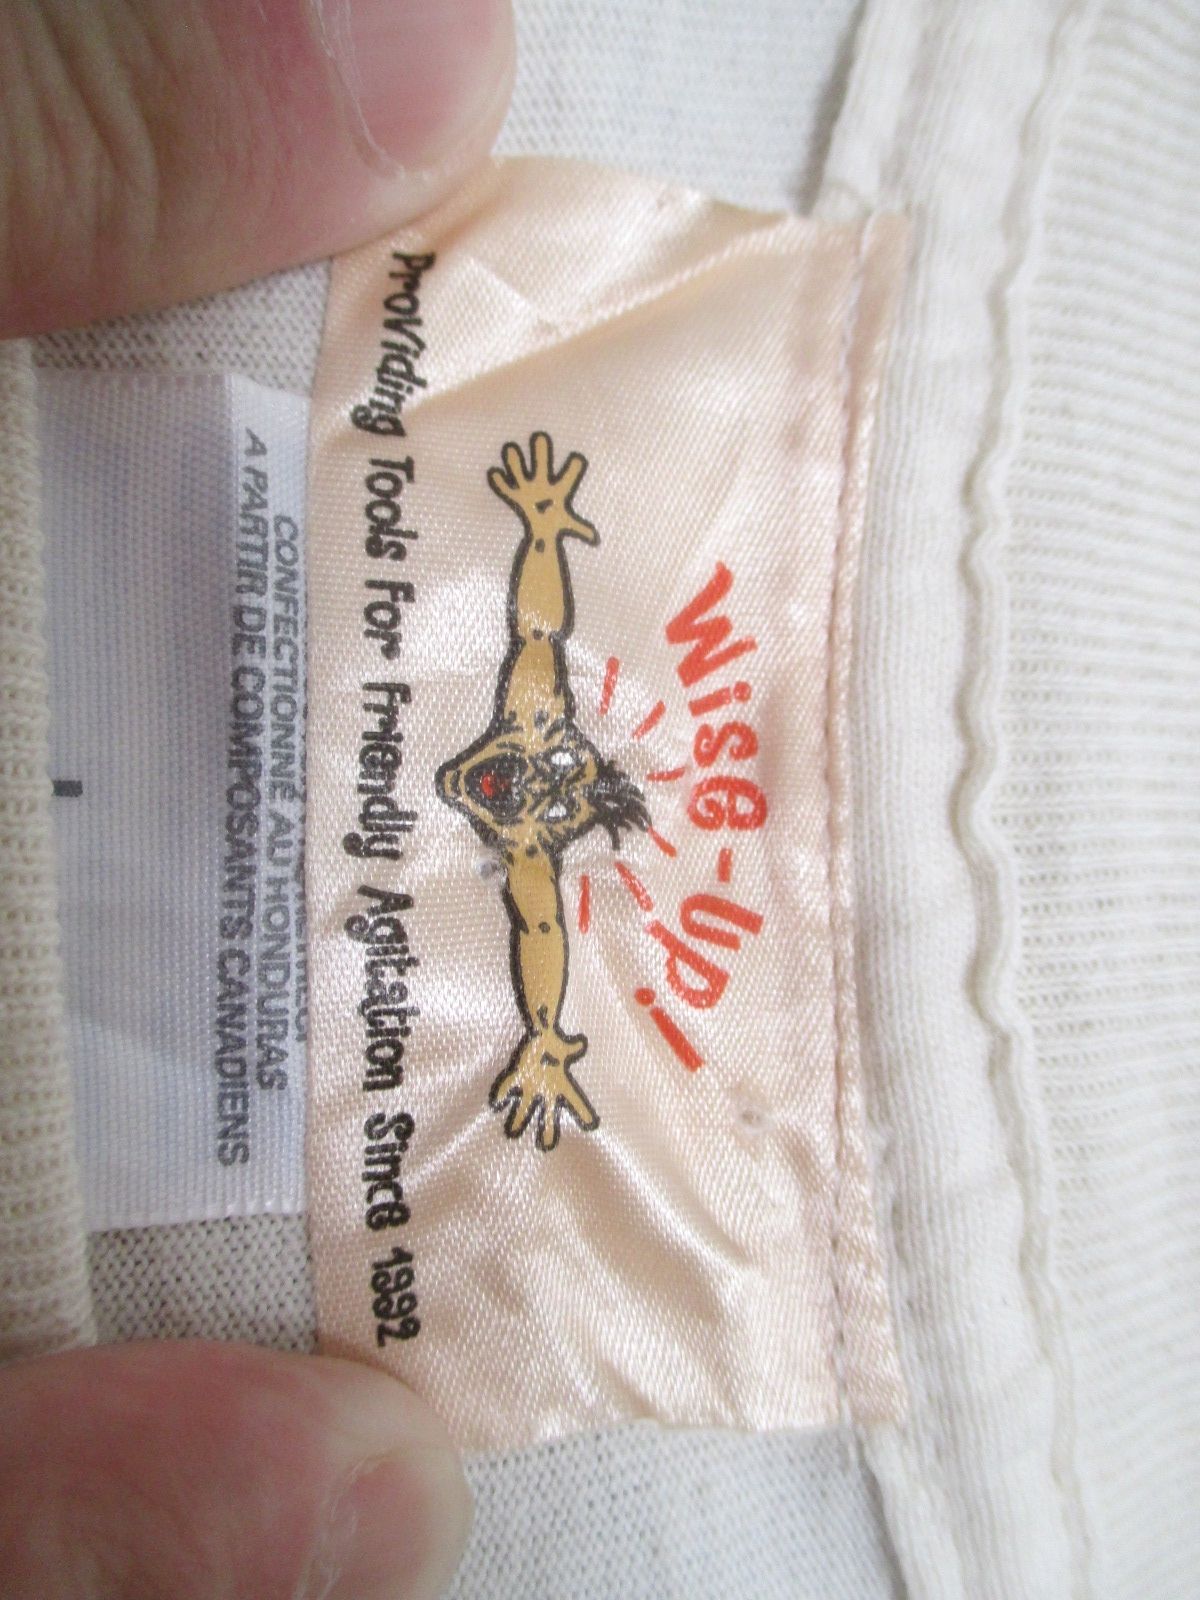 Wise-Up!
Providing Tools For Friendly Agitation Since 1992
CONFECTIONNÉ AU HONDURAS
A PARTIR DE COMPOSANTS CANADIENS